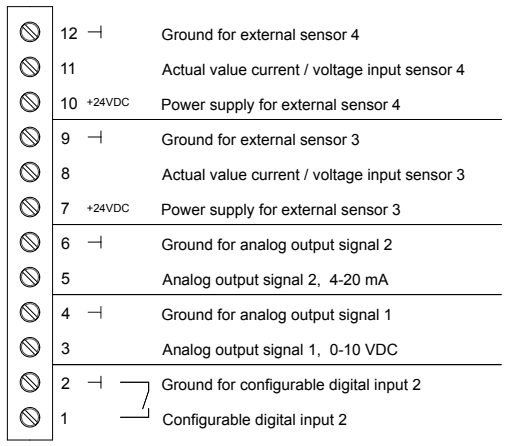 12 Ground for external sensor 4
11 Actual value current / voltage input sensor 4
10 +24VDC Power supply for external sensor 4
9 Ground for external sensor 3
8 Actual value current / voltage input sensor 3
7 +24VDC Power supply for external sensor 3
6 Ground for analog output signal 2
5 Analog output signal 2, 4-20 mA
4 Ground for analog output signal 1
3 Analog output signal 1, 0-10 VDC
2 Ground for configurable digital input 2
1 Configurable digital input 2